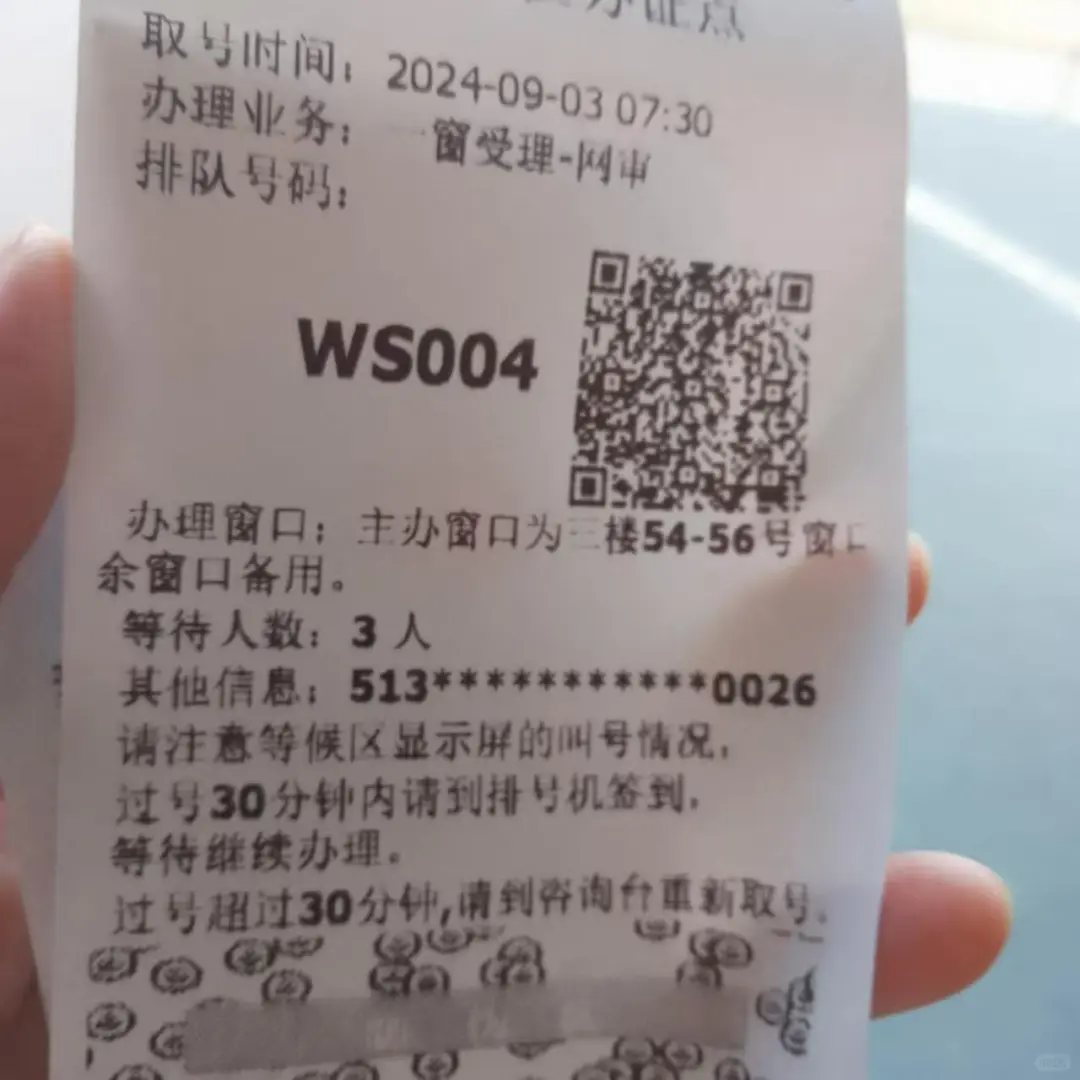 办证点
取号时间：2024-09-03 07:30
办理业务：一窗受理-网审
排队号码：
WS004
办理窗口：主办窗口为三楼54-56号窗口
余窗口备用。
等待人数：3 人
其他信息：513***********0026
请注意等候区显示屏的叫号情况，
过号30分钟内请到排号机签到，
等待继续办理。
过号超过30分钟,请到咨询台重新取号。